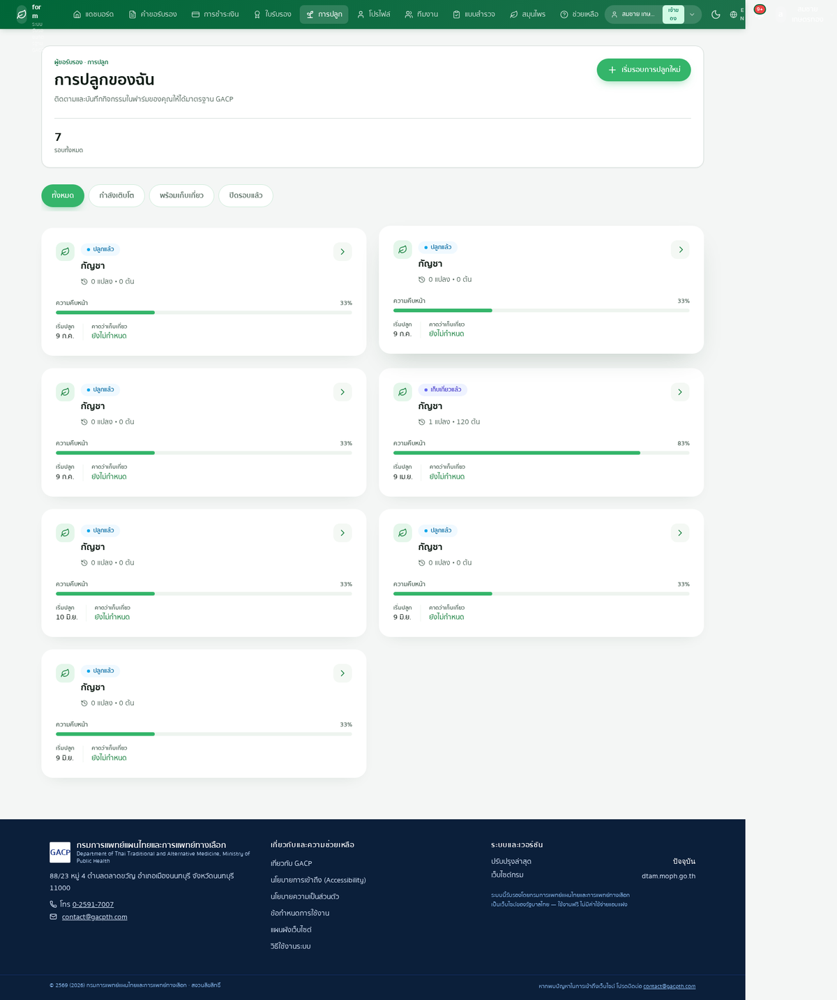 for
m
ระบบ
แดชบอร์ด
คำขอรับรอง
การชำระเงิน
ใบรับรอง
การปลูก
โปรไฟล์
ทีมงาน
แบบสำรวจ
สมุนไพร
ช่วยเหลือ
สมชาย เกษ...
เจ้าข
อง
E
N
9+
ผู้ขอรับรอง · การปลูก
การปลูกของฉัน
ติดตามและบันทึกกิจกรรมในฟาร์มของคุณให้ได้มาตรฐาน GACP
เริ่มรอบการปลูกใหม่
7
รอบทั้งหมด
ทั้งหมด
กำลังเติบโต
พร้อมเก็บเกี่ยว
ปิดรอบแล้ว
ปลูกแล้ว
กัญชา
0 แปลง • 0 ต้น
ความคืบหน้า 33%
เริ่มปลูก คาดว่าเก็บเกี่ยว
9 ก.ค. ยังไม่กำหนด
ปลูกแล้ว
กัญชา
0 แปลง • 0 ต้น
ความคืบหน้า 33%
เริ่มปลูก คาดว่าเก็บเกี่ยว
9 ก.ค. ยังไม่กำหนด
ปลูกแล้ว
กัญชา
0 แปลง • 0 ต้น
ความคืบหน้า 33%
เริ่มปลูก คาดว่าเก็บเกี่ยว
9 ก.ค. ยังไม่กำหนด
เก็บเกี่ยวแล้ว
กัญชา
1 แปลง • 120 ต้น
ความคืบหน้า 83%
เริ่มปลูก คาดว่าเก็บเกี่ยว
9 เม.ย. ยังไม่กำหนด
ปลูกแล้ว
กัญชา
0 แปลง • 0 ต้น
ความคืบหน้า 33%
เริ่มปลูก คาดว่าเก็บเกี่ยว
10 มิ.ย. ยังไม่กำหนด
ปลูกแล้ว
กัญชา
0 แปลง • 0 ต้น
ความคืบหน้า 33%
เริ่มปลูก คาดว่าเก็บเกี่ยว
9 มิ.ย. ยังไม่กำหนด
ปลูกแล้ว
กัญชา
0 แปลง • 0 ต้น
ความคืบหน้า 33%
เริ่มปลูก คาดว่าเก็บเกี่ยว
9 มิ.ย. ยังไม่กำหนด
GACP
กรมการแพทย์แผนไทยและการแพทย์ทางเลือก
Department of Thai Traditional and Alternative Medicine, Ministry of
Public Health
88/23 หมู่ 4 ตำบลตลาดขวัญ อำเภอเมืองนนทบุรี จังหวัดนนทบุรี
11000
โทร 0-2591-7007
contact@gacpth.com
เกี่ยวกับและความช่วยเหลือ
เกี่ยวกับ GACP
นโยบายการเข้าถึง (Accessibility)
นโยบายความเป็นส่วนตัว
ข้อกำหนดการใช้งาน
แผนผังเว็บไซต์
วิธีใช้งานระบบ
ระบบและเวอร์ชัน
ปรับปรุงล่าสุด ปัจจุบัน
เว็บไซต์กรม dtam.moph.go.th
ระบบนี้รับรองโดยกรมการแพทย์แผนไทยและการแพทย์ทางเลือก
เป็นเว็บไซต์ของรัฐบาลไทย — ใช้งานฟรี ไม่มีค่าใช้จ่ายแอบแฝง
© 2569 (2026) กรมการแพทย์แผนไทยและการแพทย์ทางเลือก · สงวนลิขสิทธิ์
หากพบปัญหาในการเข้าถึงเว็บไซต์ โปรดติดต่อ contact@gacpth.com